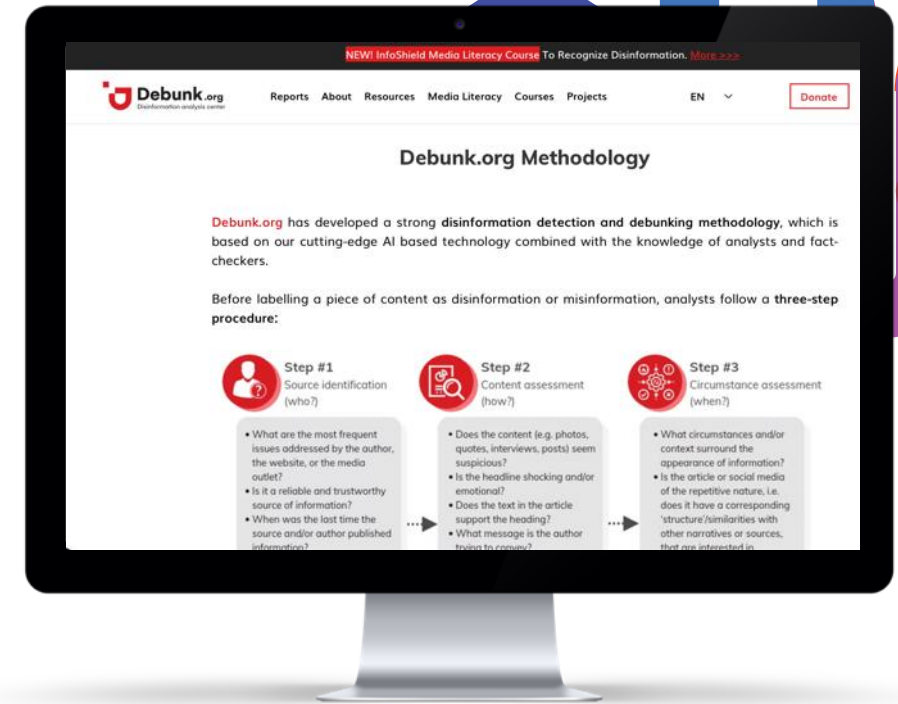 NEW! InfoShield Media Literacy Course To Recognize Disinformation. More >>>
Debunk.org
Disinformation analysis center
Reports About Resources Media Literacy Courses Projects EN Donate
Debunk.org Methodology
Debunk.org has developed a strong disinformation detection and debunking methodology, which is
based on our cutting-edge AI based technology combined with the knowledge of analysts and fact-
checkers.
Before labelling a piece of content as disinformation or misinformation, analysts follow a three-step
procedure:
Step #1
Source identification
(who?)
• What are the most frequent
issues addressed by the author,
the website, or the media
outlet?
• Is it a reliable and trustworthy
source of information?
• When was the last time the
source and/or author published
information?
Step #2
Content assessment
(how?)
• Does the content (e.g. photos,
quotes, interviews, posts) seem
suspicious?
• Is the headline shocking and/or
emotional?
• Does the text in the article
support the heading?
• What message is the author
trying to convey?
Step #3
Circumstance assessment
(when?)
• What circumstances and/or
context surround the
appearance of information?
• Is the article or social media
of the repetitive nature, i.e.
does it have a corresponding
'structure'/similarities with
other narratives or sources,
that are interested in